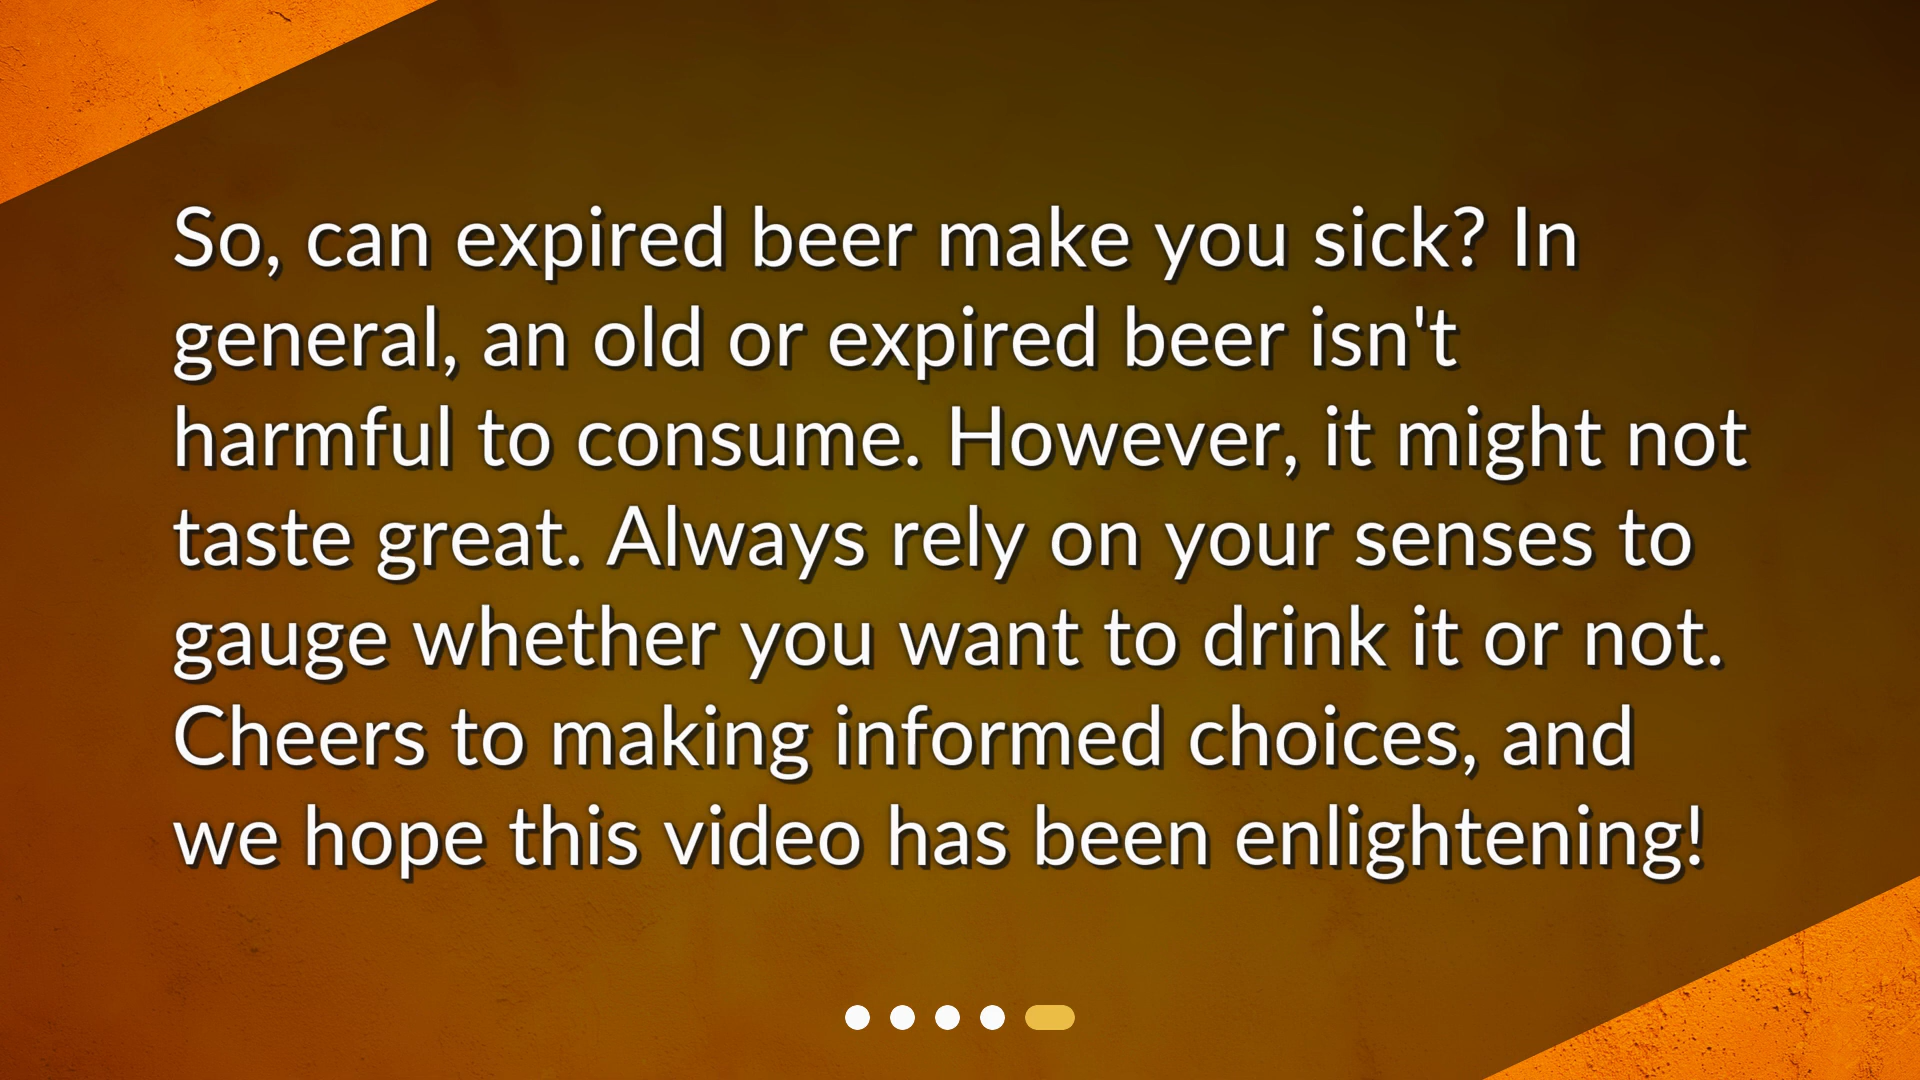 So, can expired beer make you sick? In
general, an old or expired beer isn't
harmful to consume. However, it might not
taste great. Always rely on your senses to
gauge whether you want to drink it or not.
Cheers to making informed choices, and
we hope this video has been enlightening!